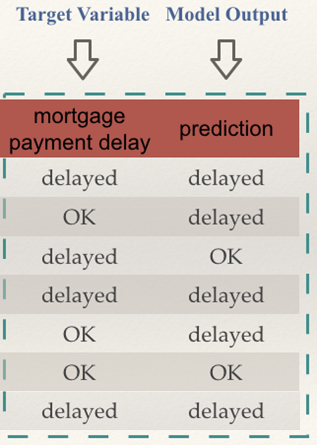 Target Variable Model Output
mortgage
payment delay prediction
delayed delayed
OK delayed
delayed OK
delayed delayed
OK delayed
OK OK
delayed delayed